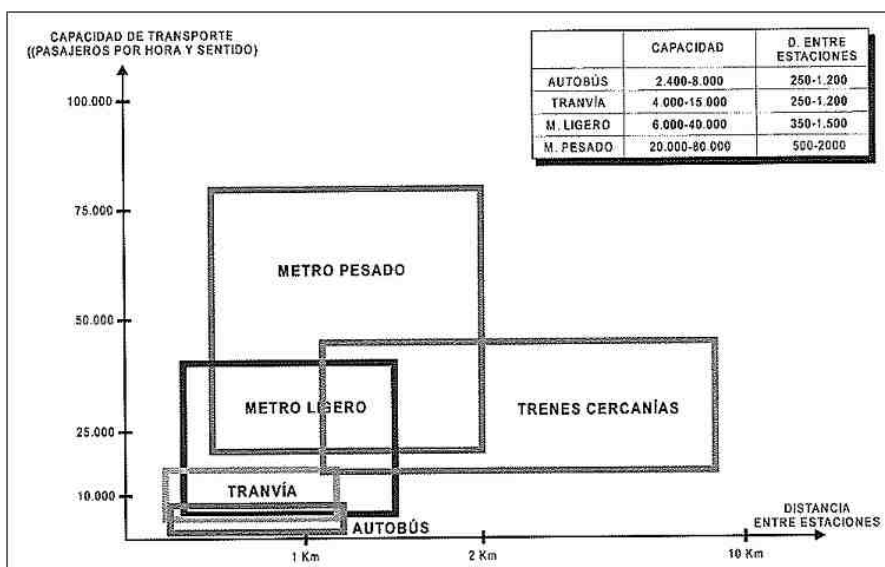 CAPACIDAD DE TRANSPORTE
((PASAJEROS POR HORA Y SENTIDO)
CAPACIDAD D. ENTRE ESTACIONES
AUTOBÚS 2.400-8.000 250-1.200
TRANVÍA 4.000-15.000 250-1.200
M. LIGERO 6.000-40.000 350-1.500
M. PESADO 20.000-80.000 500-2000
100.000
75.000
METRO PESADO
50.000
METRO LIGERO
TRENES CERCANÍAS
25.000
TRANVÍA
10.000
AUTOBÚS
DISTANCIA
ENTRE ESTACIONES
1 Km
2 Km
10 Km